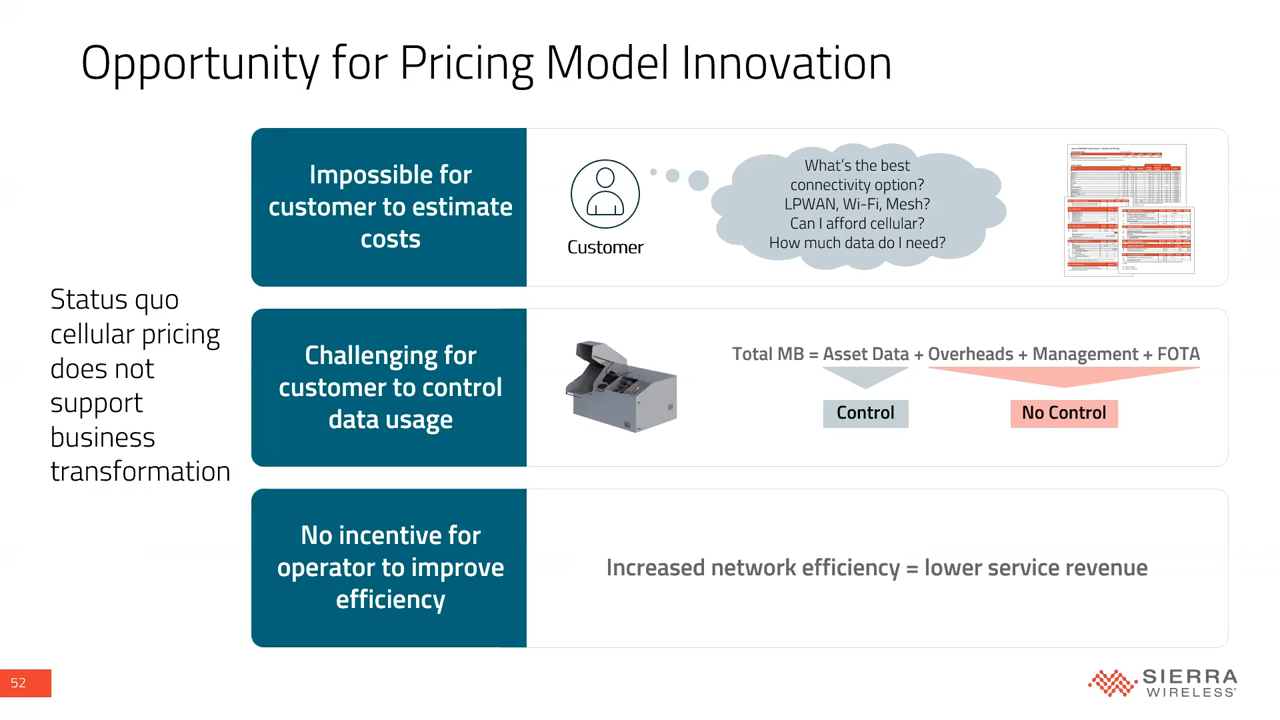 Opportunity for Pricing Model Innovation
Status quo
cellular pricing
does not
support
business
transformation
Impossible for
customer to estimate
costs
Customer
What's the best
connectivity option?
LPWAN, Wi-Fi, Mesh?
Can I afford cellular?
How much data do I need?
Challenging for
customer to control
data usage
Total MB = Asset Data + Overheads + Management + FOTA
Control
No Control
No incentive for
operator to improve
efficiency
Increased network efficiency = lower service revenue
52
SIERRA
WIRELESS